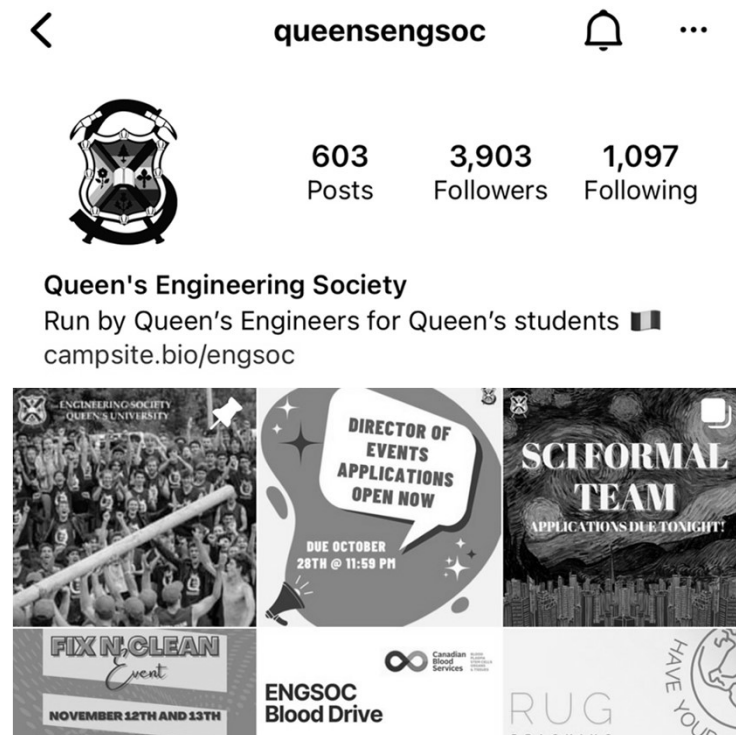 queensengsoc
603
Posts
3,903
Followers
1,097
Following
Queen's Engineering Society
Run by Queen's Engineers for Queen's students
campsite.bio/engsoc
ENGINEERING SOCIETY
QUEEN'S UNIVERSITY
DIRECTOR OF
EVENTS
APPLICATIONS
OPEN NOW
DUE OCTOBER
28TH @ 11:59 PM
SCI FORMAL
TEAM
APPLICATIONS DUE TONIGHT!
FIX N' CLEAN
Event
NOVEMBER 12TH AND 13TH
Canadian
Blood
Services
ENGSOC
Blood Drive
RUG
HAVE YOUR